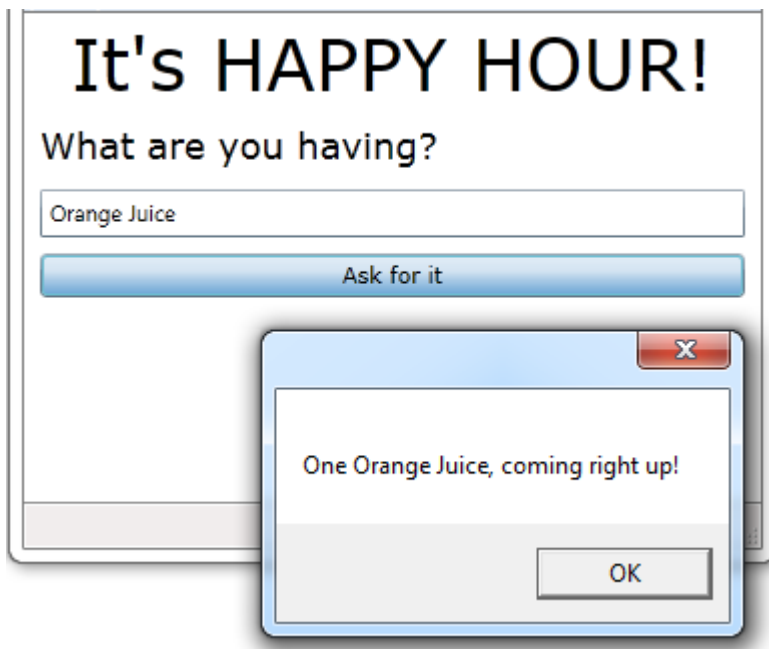 It's HAPPY HOUR!
What are you having?
Orange Juice
Ask for it
One Orange Juice, coming right up!
OK